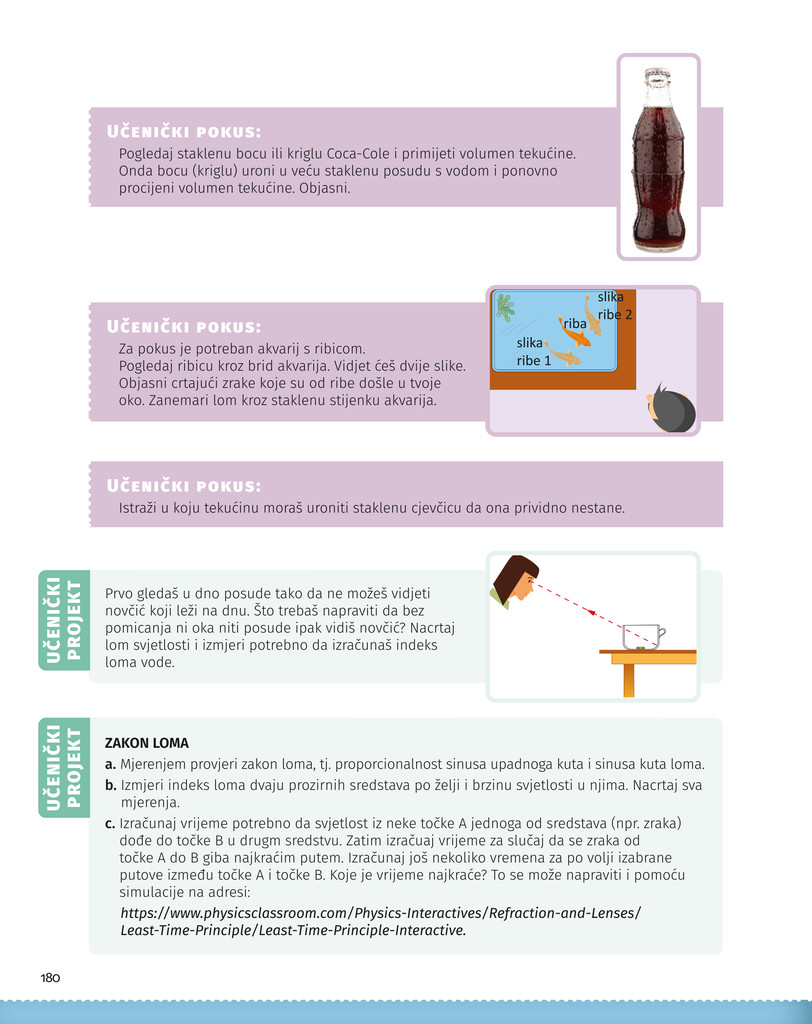 UČENIČKI POKUS:
Pogledaj staklenu bocu ili kriglu Coca-Cole i primijeti volumen tekućine.
Onda bocu (kriglu) uroni u veću staklenu posudu s vodom i ponovno
procijeni volumen tekućine. Objasni.
UČENIČKI POKUS:
Za pokus je potreban akvarij s ribicom.
Pogledaj ribicu kroz brid akvarija. Vidjet ćeš dvije slike.
Objasni crtajući zrake koje su od ribe došle u tvoje
oko. Zanemari lom kroz staklenu stijenku akvarija.
slika
ribe 2
riba
slika
ribe 1
UČENIČKI POKUS:
Istraži u koju tekućinu moraš uroniti staklenu cjevčicu da ona prividno nestane.
UČENIČKI
PROJEKT
Prvo gledaš u dno posude tako da ne možeš vidjeti
novčić koji leži na dnu. Što trebaš napraviti da bez
pomicanja ni oka niti posude ipak vidiš novčić? Nacrtaj
lom svjetlosti i izmjeri potrebno da izračunaš indeks
loma vode.
UČENIČKI
PROJEKT
ZAKON LOMA
a. Mjerenjem provjeri zakon loma, tj. proporcionalnost sinusa upadnoga kuta i sinusa kuta loma.
b. Izmjeri indeks loma dvaju prozirnih sredstava po želji i brzinu svjetlosti u njima. Nacrtaj sva
mjerenja.
c. Izračunaj vrijeme potrebno da svjetlost iz neke točke A jednoga od sredstava (npr. zraka)
dođe do točke B u drugm sredstvu. Zatim izračuaj vrijeme za slučaj da se zraka od
točke A do B giba najkraćim putem. Izračunaj još nekoliko vremena za po volji izabrane
putove između točke A i točke B. Koje je vrijeme najkraće? To se može napraviti i pomoću
simulacije na adresi:
https://www.physicsclassroom.com/Physics-Interactives/Refraction-and-Lenses/
Least-Time-Principle/Least-Time-Principle-Interactive.
180